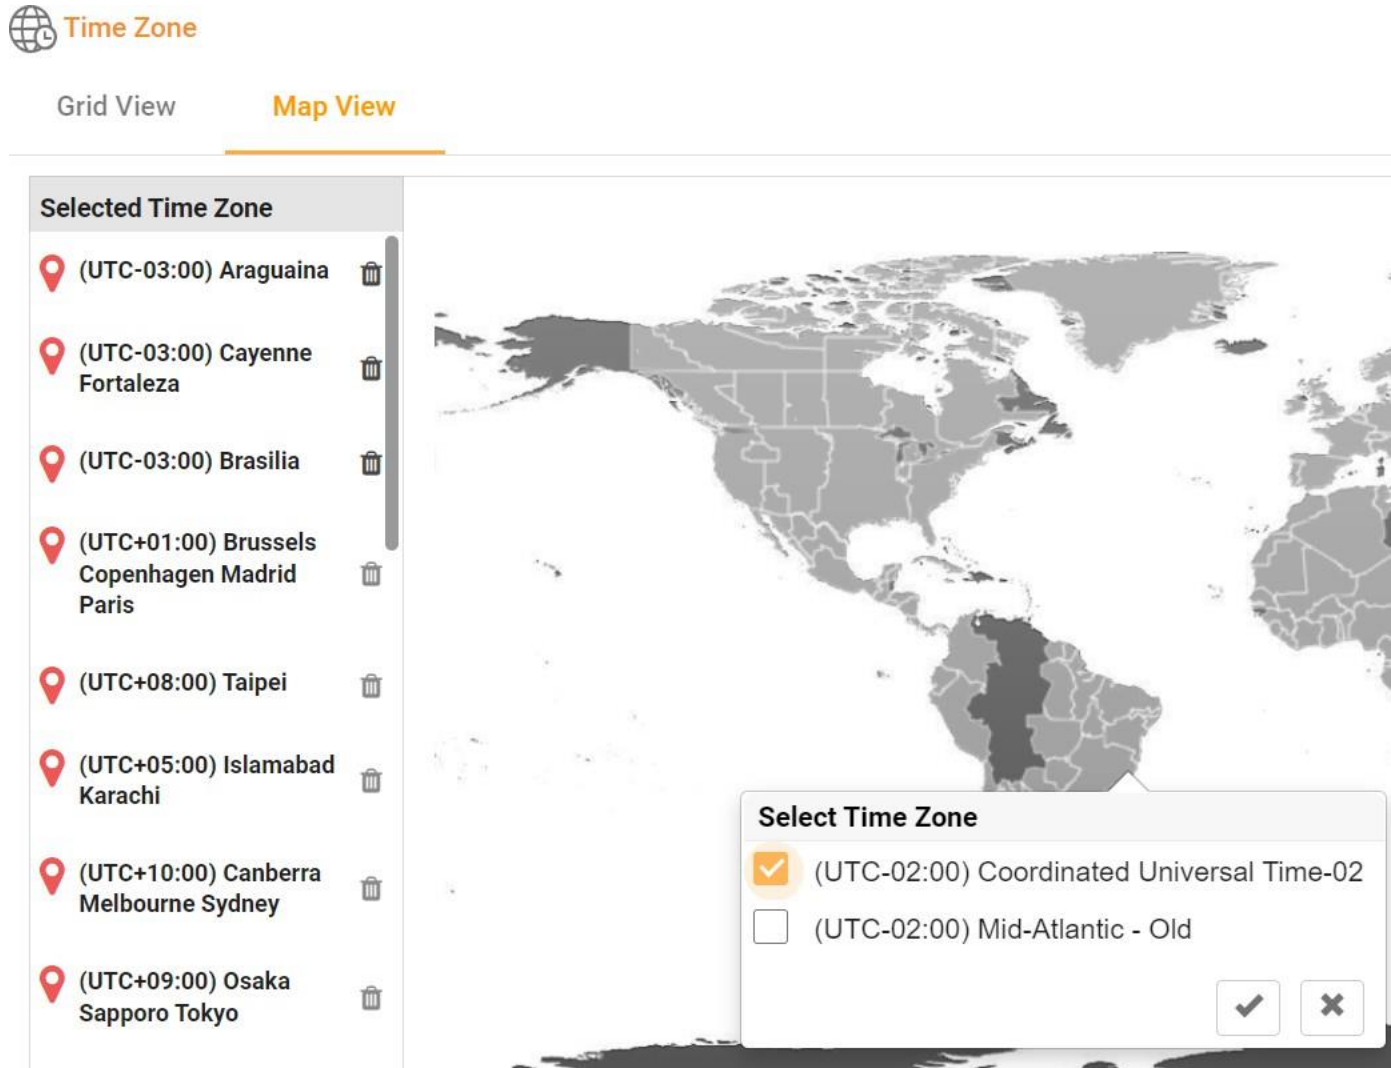 Time Zone
Grid View
Map View
Selected Time Zone
(UTC-03:00) Araguaina
(UTC-03:00) Cayenne
Fortaleza
(UTC-03:00) Brasilia
(UTC+01:00) Brussels
Copenhagen Madrid
Paris
(UTC+08:00) Taipei
(UTC+05:00) Islamabad
Karachi
(UTC+10:00) Canberra
Melbourne Sydney
(UTC+09:00) Osaka
Sapporo Tokyo
Select Time Zone
(UTC-02:00) Coordinated Universal Time-02
(UTC-02:00) Mid-Atlantic - Old